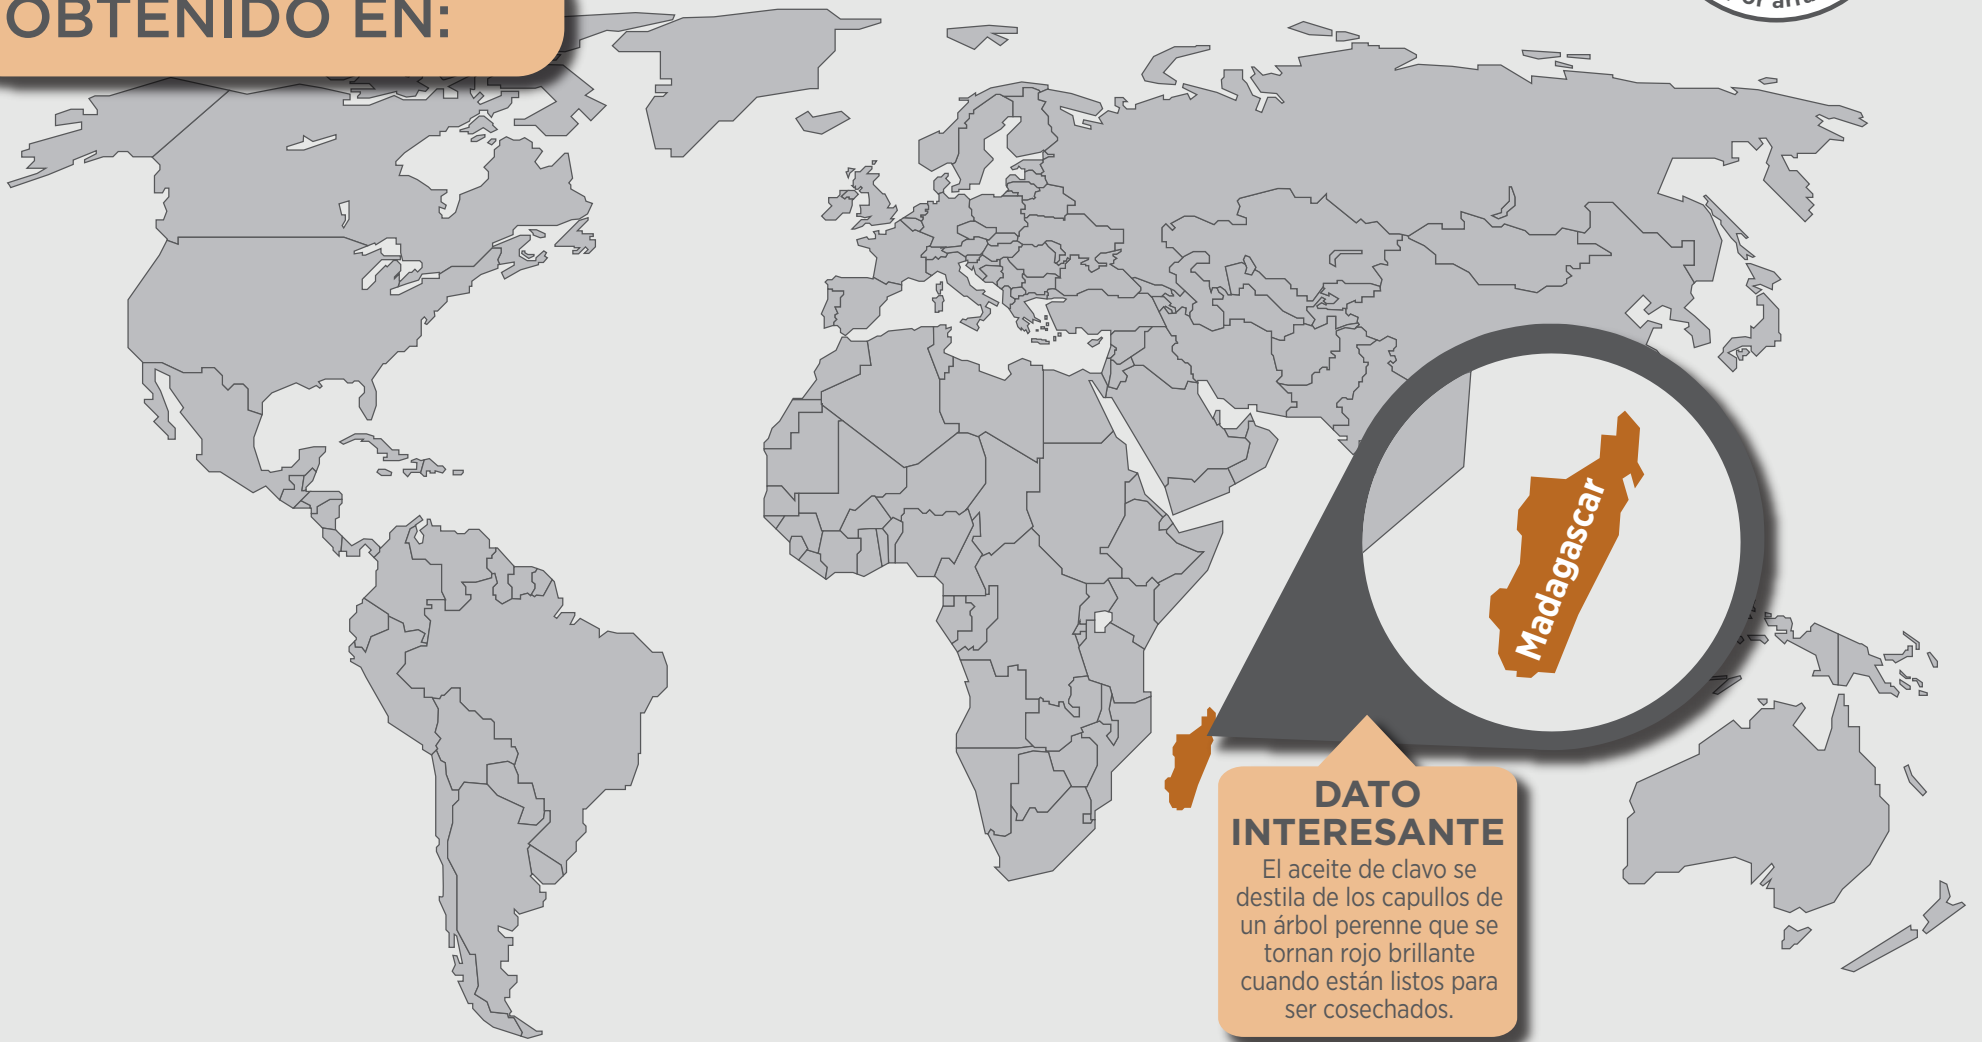 OBTENIDO EN:
Madagascar
DATO
INTERESANTE
El aceite de clavo se
destila de los capullos de
un árbol perenne que se
tornan rojo brillante
cuando están listos para
ser cosechados.